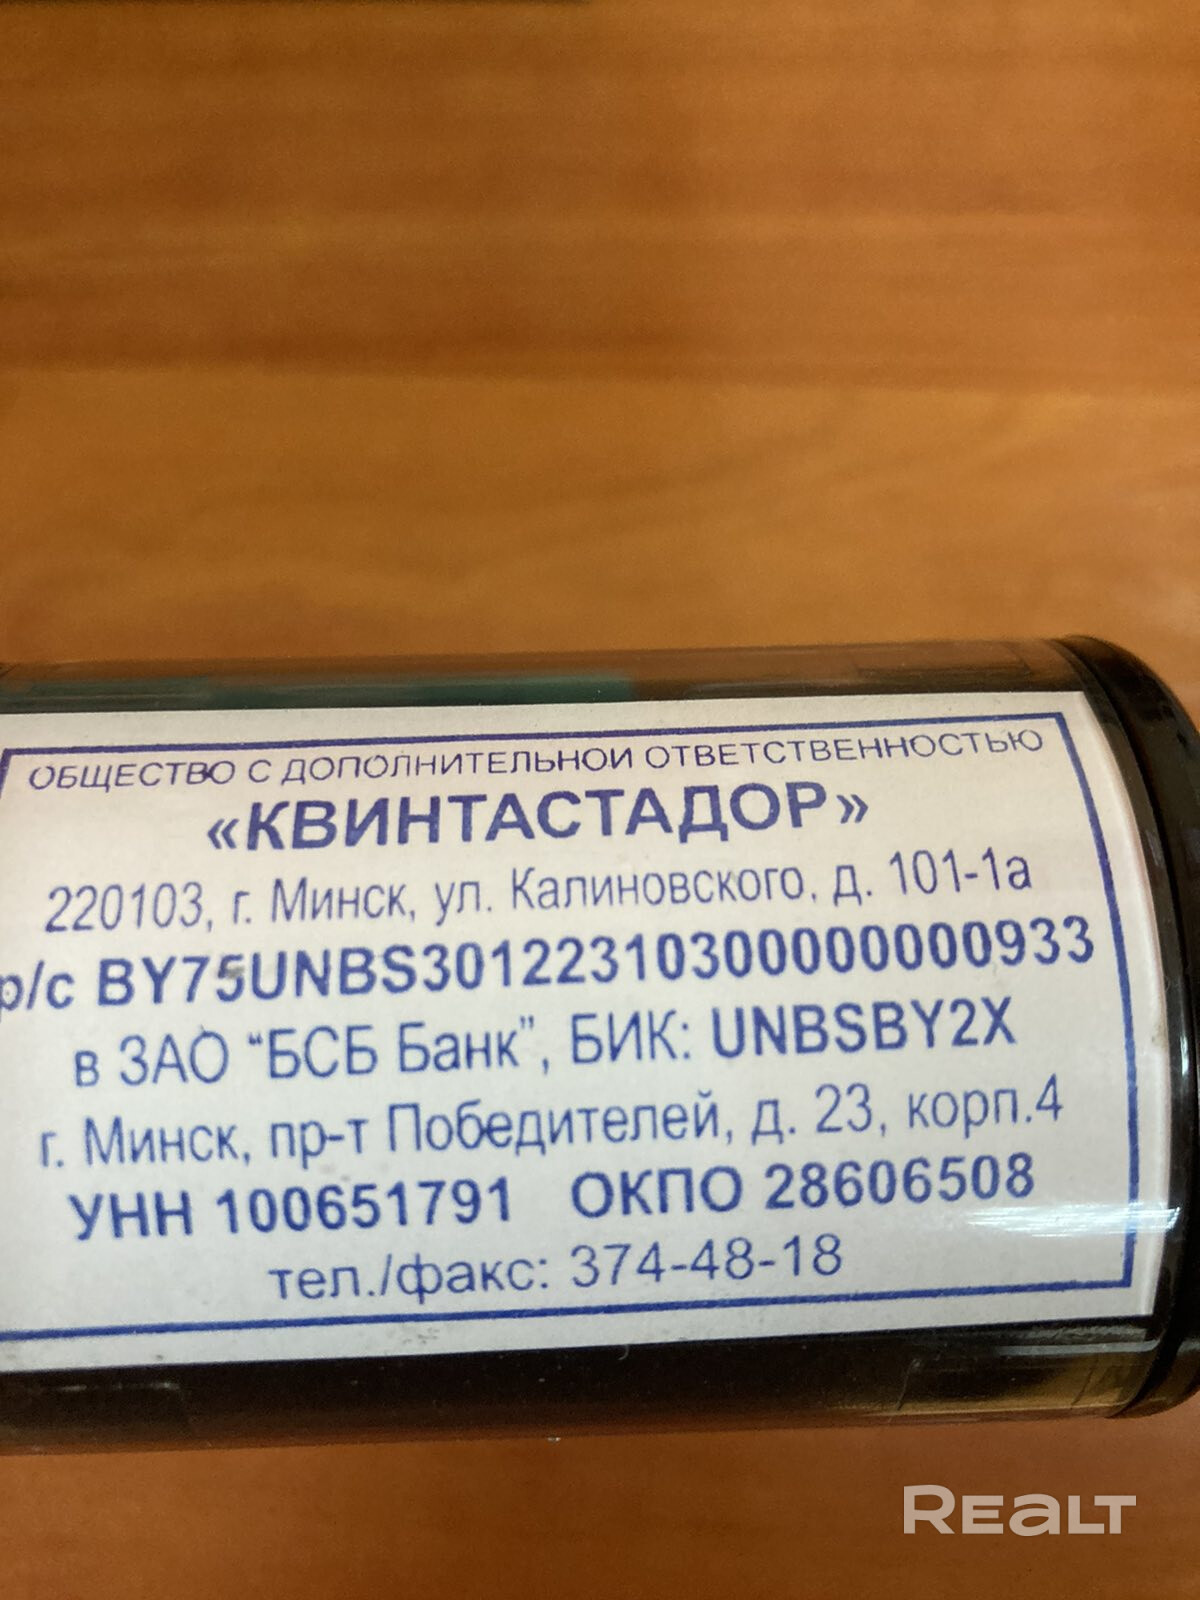 ОБЩЕСТВО С ДОПОЛНИТЕЛЬНОЙ ОТВЕТСТВЕННОСТЬЮ
«КВИНТАСТАДОР»
220103, г. Минск, ул. Калиновского, д. 101-1а
р/с BY75UNBS30122310300000000933
в ЗАО “БСБ Банк”, БИК: UNBSBY2X
г. Минск, пр-т Победителей, д. 23, корп.4
УНН 100651791 ОКПО 28606508
тел./факс: 374-48-18
REALT